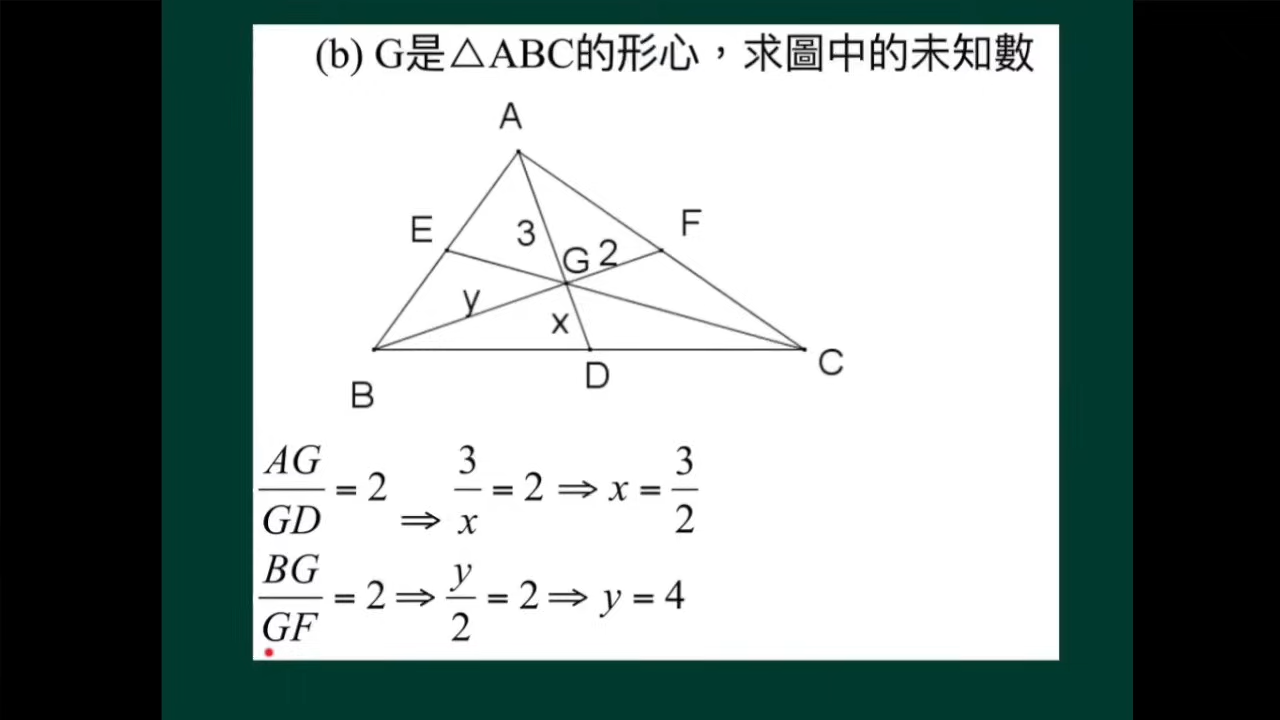 (b) G是△ABC的形心，求圖中的未知數
A
E
F
3
G
2
y
x
B
D
C
AG/GD = 2 ⇒ 3/x = 2 ⇒ x = 3/2
BG/GF = 2 ⇒ y/2 = 2 ⇒ y = 4